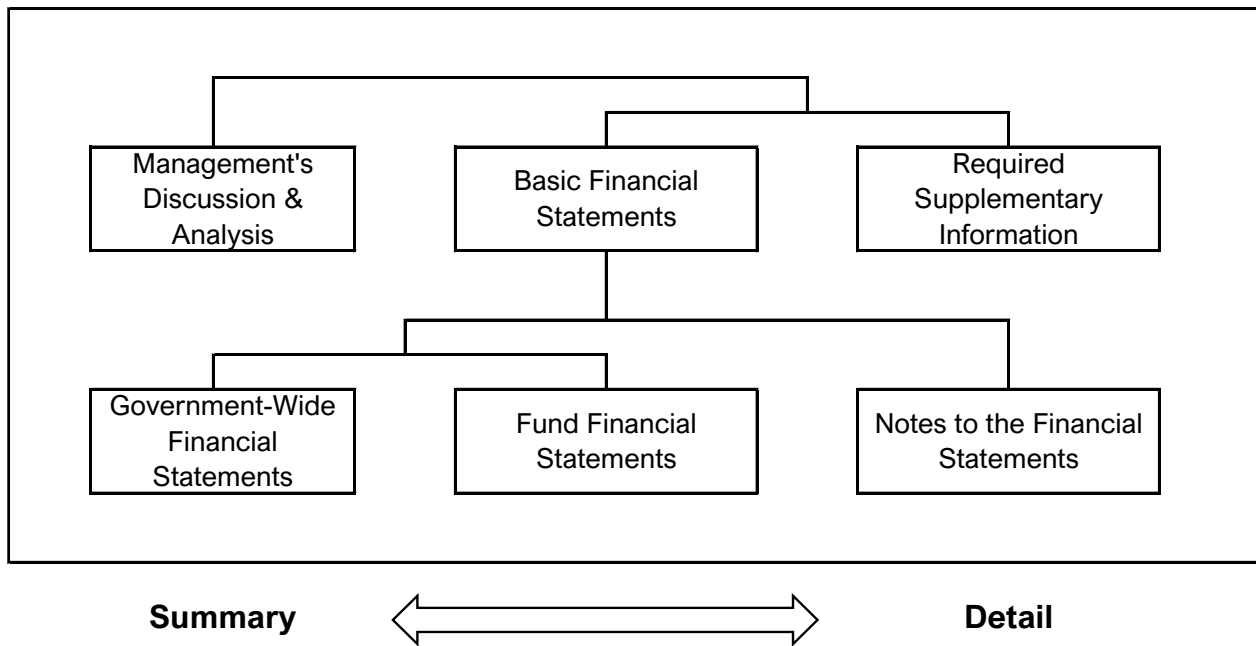 Management's
Discussion &
Analysis
Basic Financial
Statements
Required
Supplementary
Information
Government-Wide
Financial
Statements
Fund Financial
Statements
Notes to the Financial
Statements
Summary
Detail